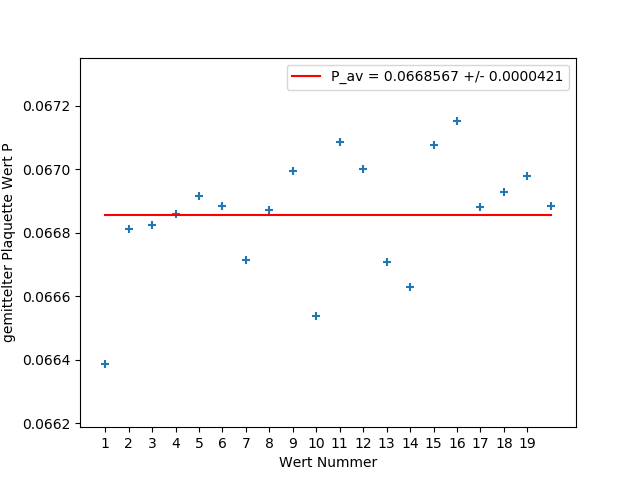 P_av = 0.0668567 +/- 0.0000421
gemittelter Plaquette Wert P
0.0672
0.0670
0.0668
0.0666
0.0664
0.0662
1 2 3 4 5 6 7 8 9 10 11 12 13 14 15 16 17 18 19
Wert Nummer